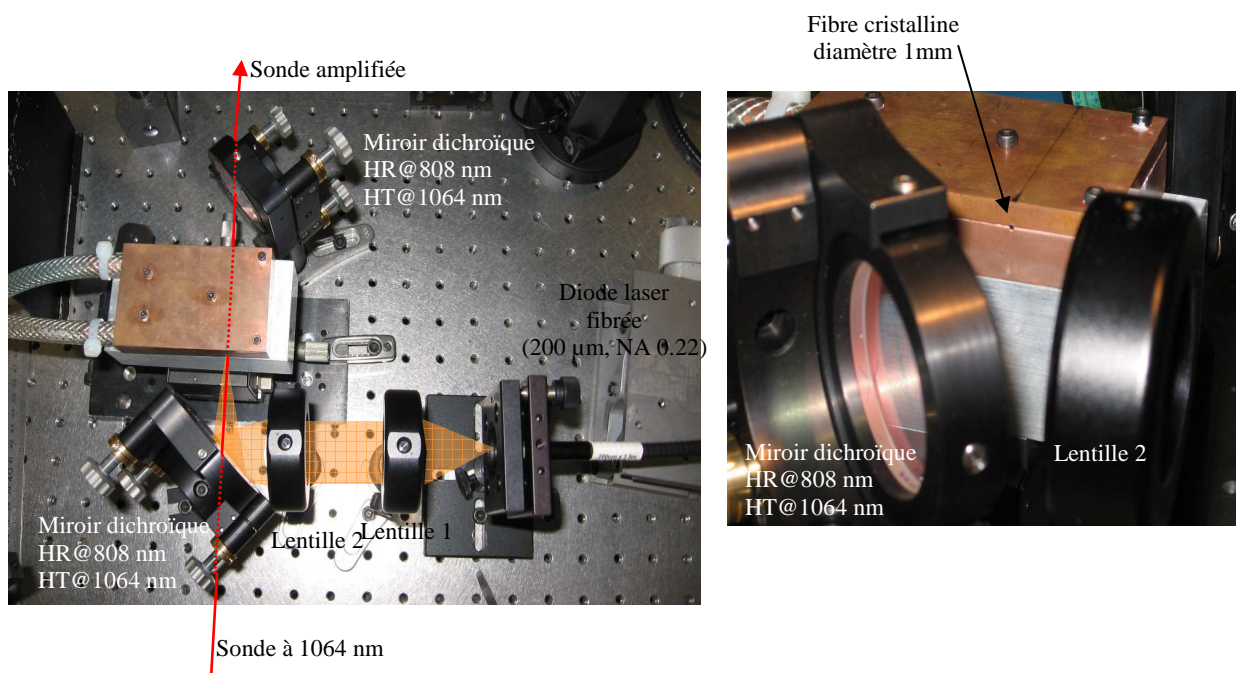 Fibre cristalline
diamètre 1mm
Sonde amplifiée
Miroir dichroïque
HR@808 nm
HT@1064 nm
Diode laser
fibrée
(200 µm, NA 0.22)
Miroir dichroïque
HR@808 nm
HT@1064 nm
Lentille 2
Lentille 1
Sonde à 1064 nm
Miroir dichroïque
HR@808 nm
HT@1064 nm
Lentille 2